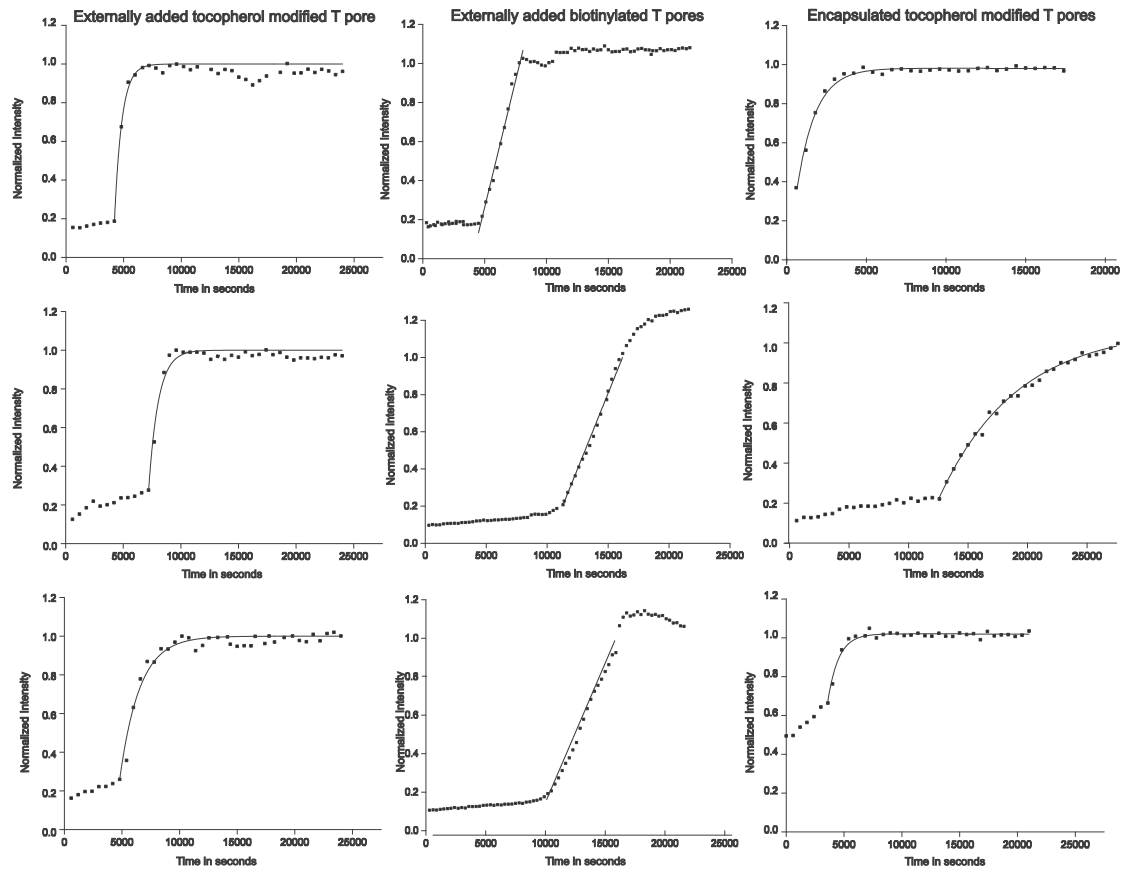 Externally added tocopherol modified T pore
Externally added biotinylated T pores
Encapsulated tocopherol modified T pores
1.2
1.0
0.8
0.6
0.4
0.2
0.0
Normalized Intensity
0 5000 10000 15000 20000 25000
Time in seconds
1.2
1.0
0.8
0.6
0.4
0.2
0.0
Normalized Intensity
0 5000 10000 15000 20000 25000
Time in seconds
1.2
1.0
0.8
0.6
0.4
0.2
0.0
Normalized Intensity
0 5000 10000 15000 20000
Time in seconds
1.2
1.0
0.8
0.6
0.4
0.2
0.0
Normalized Intensity
0 5000 10000 15000 20000 25000
Time in seconds
1.2
1.0
0.8
0.6
0.4
0.2
0.0
Normalized Intensity
0 5000 10000 15000 20000 25000
Time in seconds
1.2
1.0
0.8
0.6
0.4
0.2
0.0
Normalized Intensity
0 5000 10000 15000 20000 25000
Time in seconds
1.2
1.0
0.8
0.6
0.4
0.2
0.0
Normalized Intensity
0 5000 10000 15000 20000 25000
Time in seconds
1.2
1.0
0.8
0.6
0.4
0.2
0
Normalized Intensity
0 5000 10000 15000 20000 25000
Time in seconds
1.2
1.0
0.8
0.6
0.4
0.2
0.0
Normalized Intensity
0 5000 10000 15000 20000 25000
Time in seconds